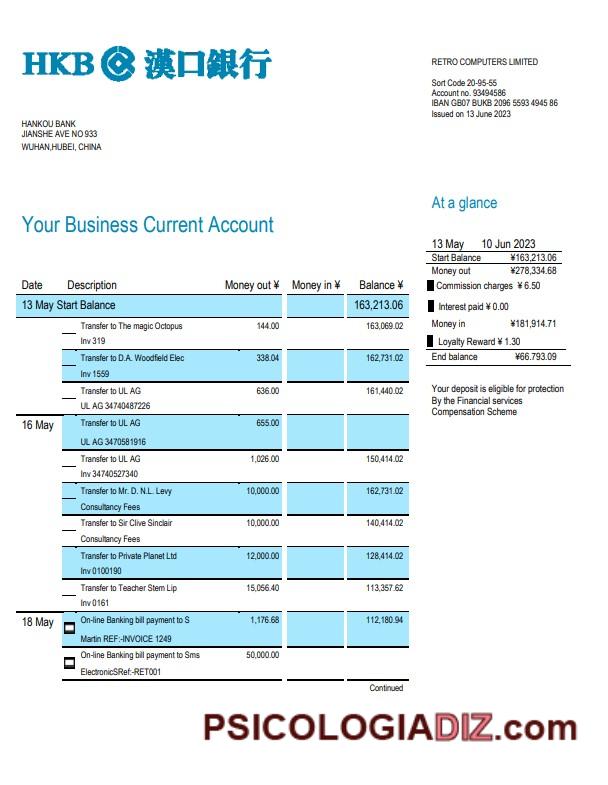 HKB 漢口銀行
RETRO COMPUTERS LIMITED
Sort Code 20-95-55
Account no. 93494586
IBAN GB07 BUKB 2096 5593 4945 86
Issued on 13 June 2023
HANKOU BANK
JIANSHE AVE NO 933
WUHAN,HUBEI, CHINA
At a glance
Your Business Current Account
13 May 10 Jun 2023
Start Balance ¥163,213.06
Money out ¥278,334.68
Commission charges ¥ 6.50
Interest paid ¥ 0.00
Money in ¥181,914.71
Loyalty Reward ¥ 1.30
End balance ¥66.793.09
Your deposit is eligible for protection
By the Financial services
Compensation Scheme
Date Description Money out ¥ Money in ¥ Balance ¥
13 May Start Balance 163,213.06
Transfer to The magic Octopus 144.00 163,069.02
Inv 319
Transfer to D.A. Woodfield Elec 338.04 162,731.02
Inv 1559
Transfer to UL AG 636.00 161,440.02
UL AG 34740487226
16 May Transfer to UL AG 655.00
UL AG 3470581916
Transfer to UL AG 1,026.00 150,414.02
Inv 34740527340
Transfer to Mr. D. N.L. Levy 10,000.00 162,731.02
Consultancy Fees
Transfer to Sir Clive Sinclair 10,000.00 140,414.02
Consultancy Fees
Transfer to Private Planet Ltd 12,000.00 128,414.02
Inv 0100190
Transfer to Teacher Stem Lip 15,056.40 113,357.62
Inv 0161
18 May On-line Banking bill payment to S 1,176.68 112,180.94
Martin REF:-INVOICE 1249
On-line Banking bill payment to Sms 50,000.00
ElectronicSRef:-RET001
Continued
PSICOLOGIADIZ.com